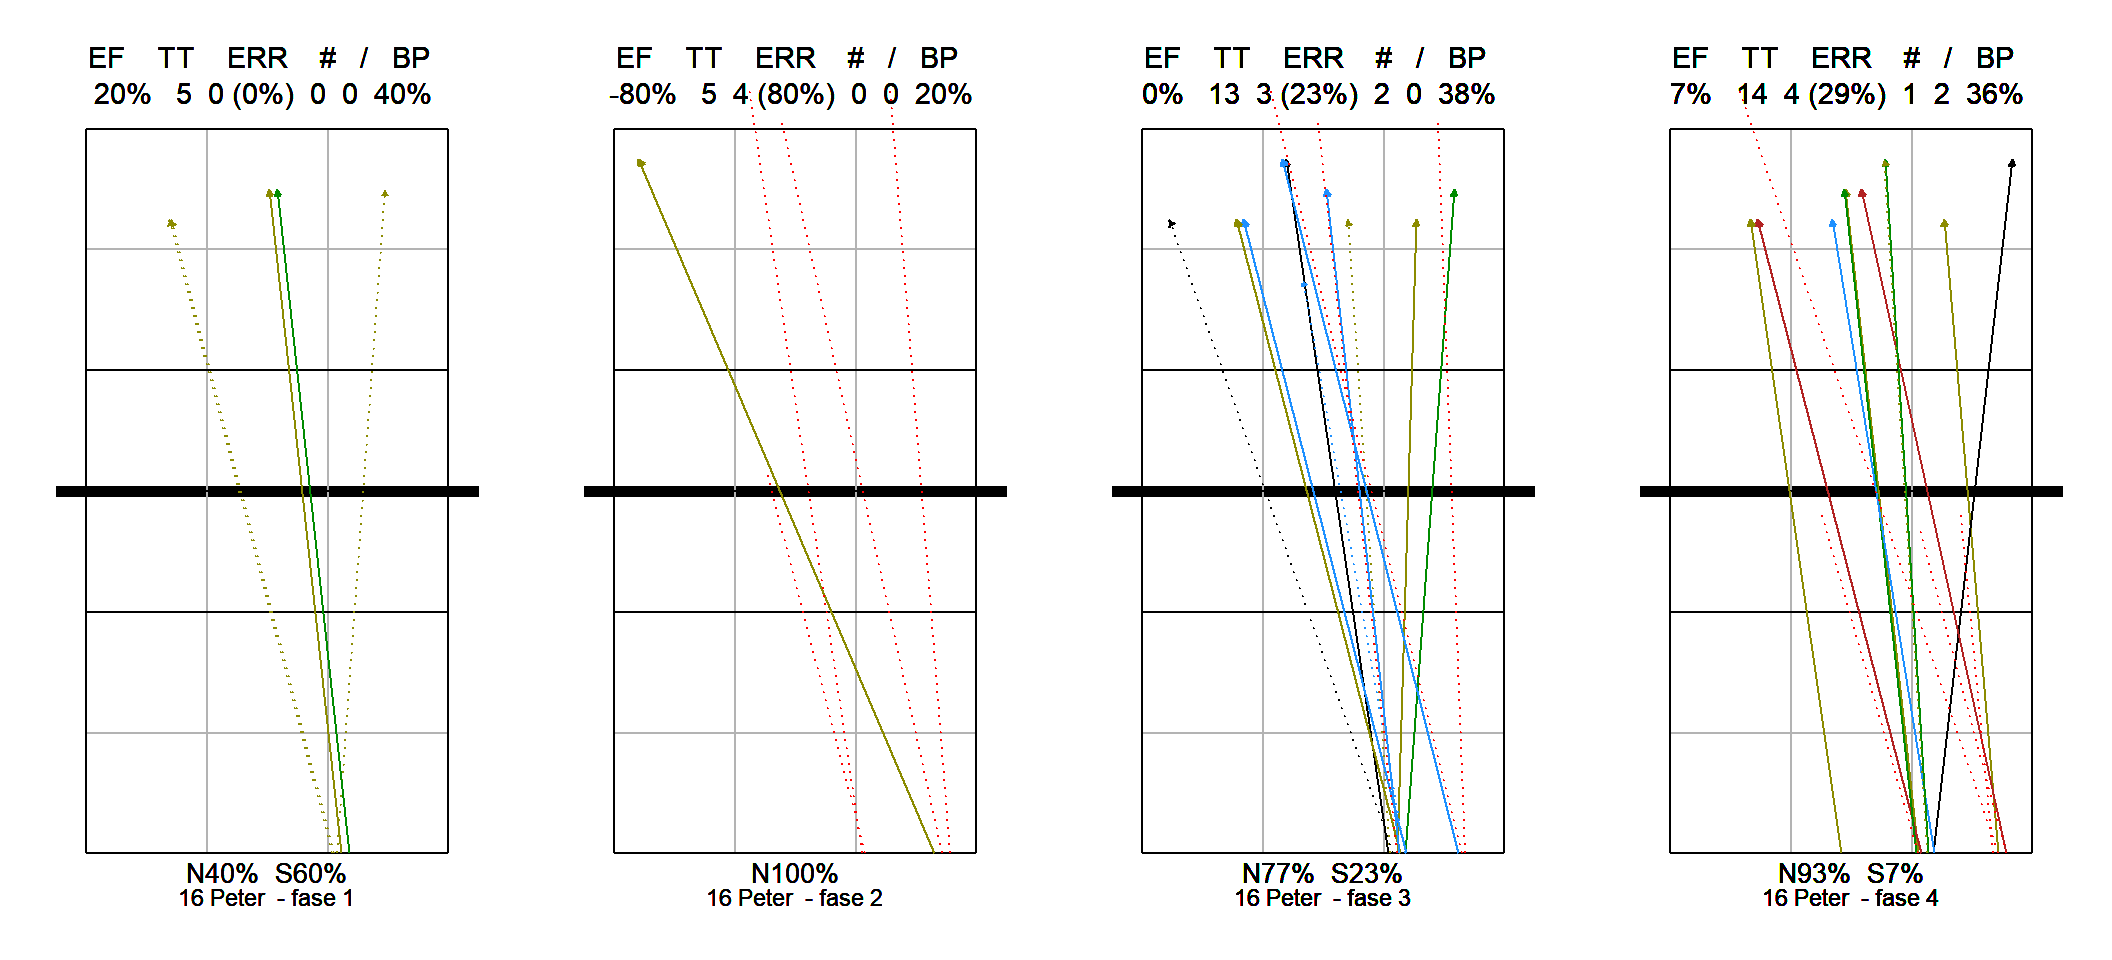 EF TT ERR # / BP
20% 5 0 (0%) 0 0 40%
N40% S60%
16 Peter - fase 1
EF TT ERR # / BP
-80% 5 4 (80%) 0 0 20%
N100%
16 Peter - fase 2
EF TT ERR # / BP
0% 13 3 (23%) 2 0 38%
N77% S23%
16 Peter - fase 3
EF TT ERR # / BP
7% 14 4 (29%) 1 2 36%
N93% S7%
16 Peter - fase 4